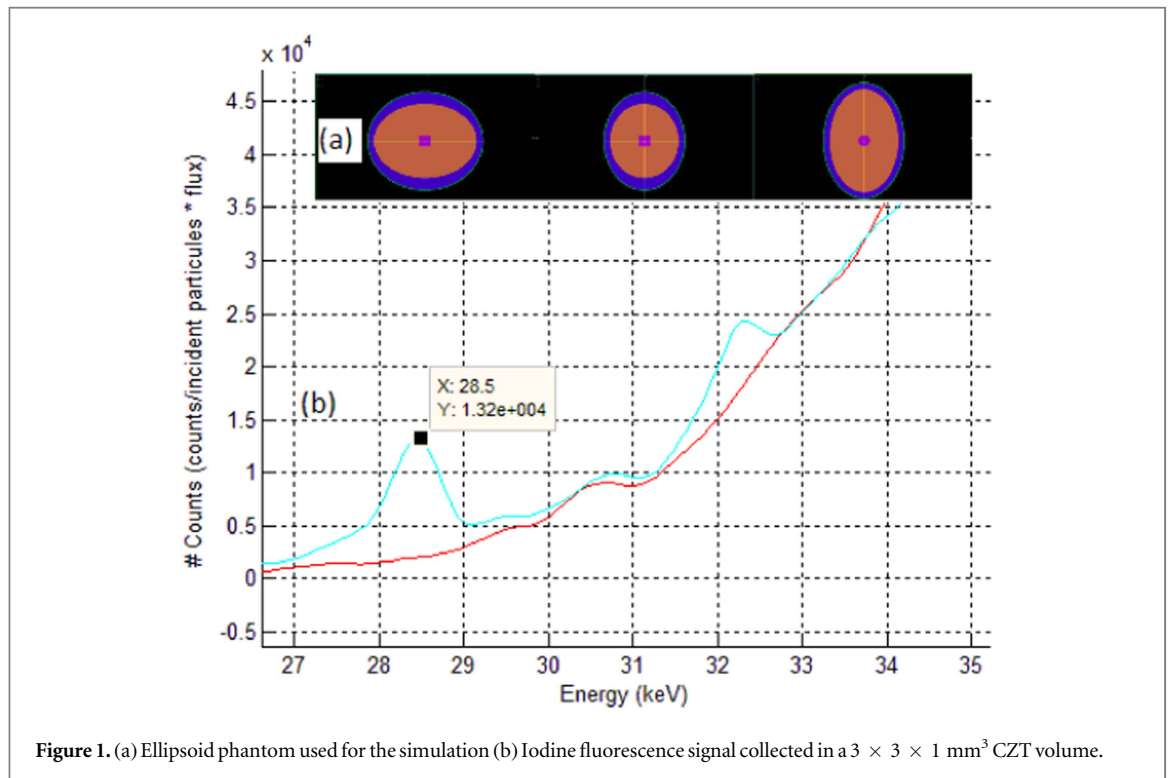 × 10⁴
4.5
4
3.5
3
2.5
2
1.5
1
0.5
0
-0.5
# Counts (counts/incident particules * flux)
(a)
(b)
X: 28.5
Y: 1.32e+004
27 28 29 30 31 32 33 34 35
Energy (keV)
Figure 1. (a) Ellipsoid phantom used for the simulation (b) Iodine fluorescence signal collected in a 3 × 3 × 1 mm³ CZT volume.